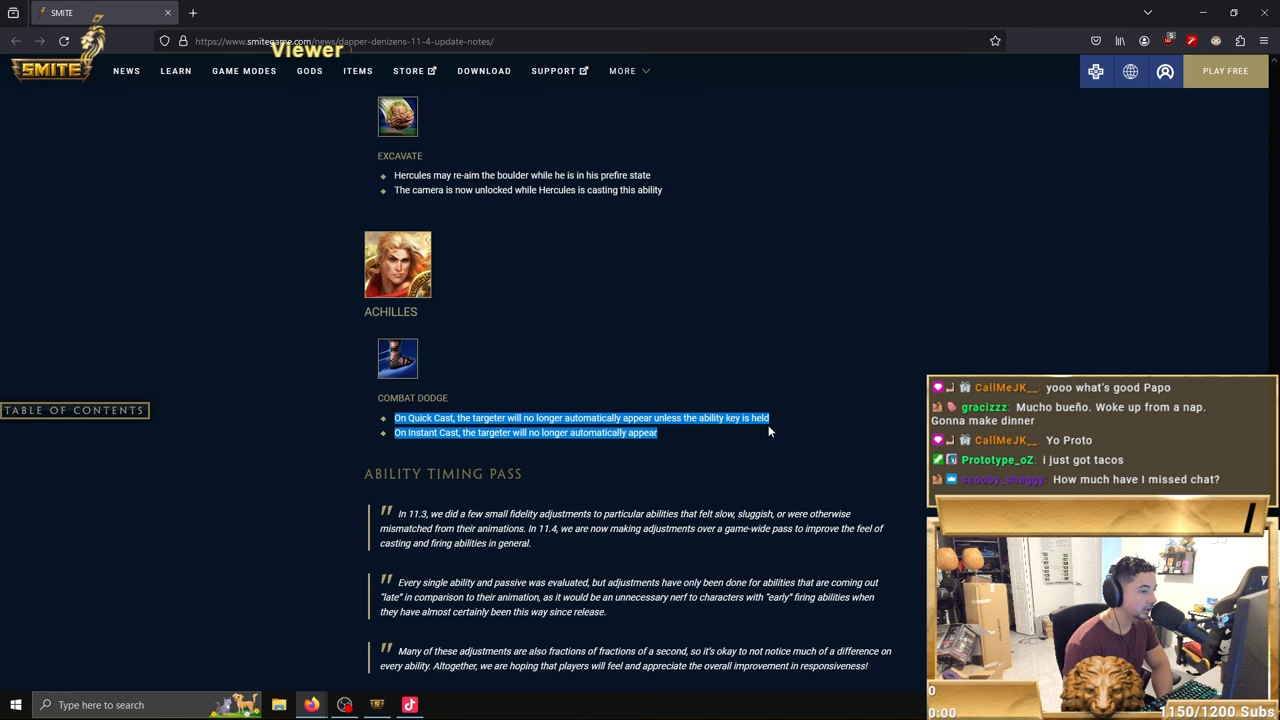 SMITE
https://www.smitegame.com/news/dapper-denizens-11-4-update-notes/
Viewer
SMITE
NEWS
LEARN
GAME MODES
GODS
ITEMS
STORE
DOWNLOAD
SUPPORT
MORE
PLAY FREE
EXCAVATE
Hercules may re-aim the boulder while he is in his prefire state
The camera is now unlocked while Hercules is casting this ability
ACHILLES
COMBAT DODGE
On Quick Cast, the targeter will no longer automatically appear unless the ability key is held
On Instant Cast, the targeter will no longer automatically appear
TABLE OF CONTENTS
ABILITY TIMING PASS
" In 11.3, we did a few small fidelity adjustments to particular abilities that felt slow, sluggish, or were otherwise
mismatched from their animations. In 11.4, we are now making adjustments over a game-wide pass to improve the feel of
casting and firing abilities in general.
" Every single ability and passive was evaluated, but adjustments have only been done for abilities that are coming out
"late" in comparison to their animation, as it would be an unnecessary nerf to characters with "early" firing abilities when
they have almost certainly been this way since release.
" Many of these adjustments are also fractions of fractions of a second, so it's okay to not notice much of a difference on
every ability. Altogether, we are hoping that players will feel and appreciate the overall improvement in responsiveness!
CallMeJK__: yooo what's good Papo
gracizzz: Mucho bueño. Woke up from a nap.
Gonna make dinner
CallMeJK__: Yo Proto
Prototype_oZ: i just got tacos
scooby_shaggy: How much have I missed chat?
0
0:00
1150/1200 Subs
Type here to search